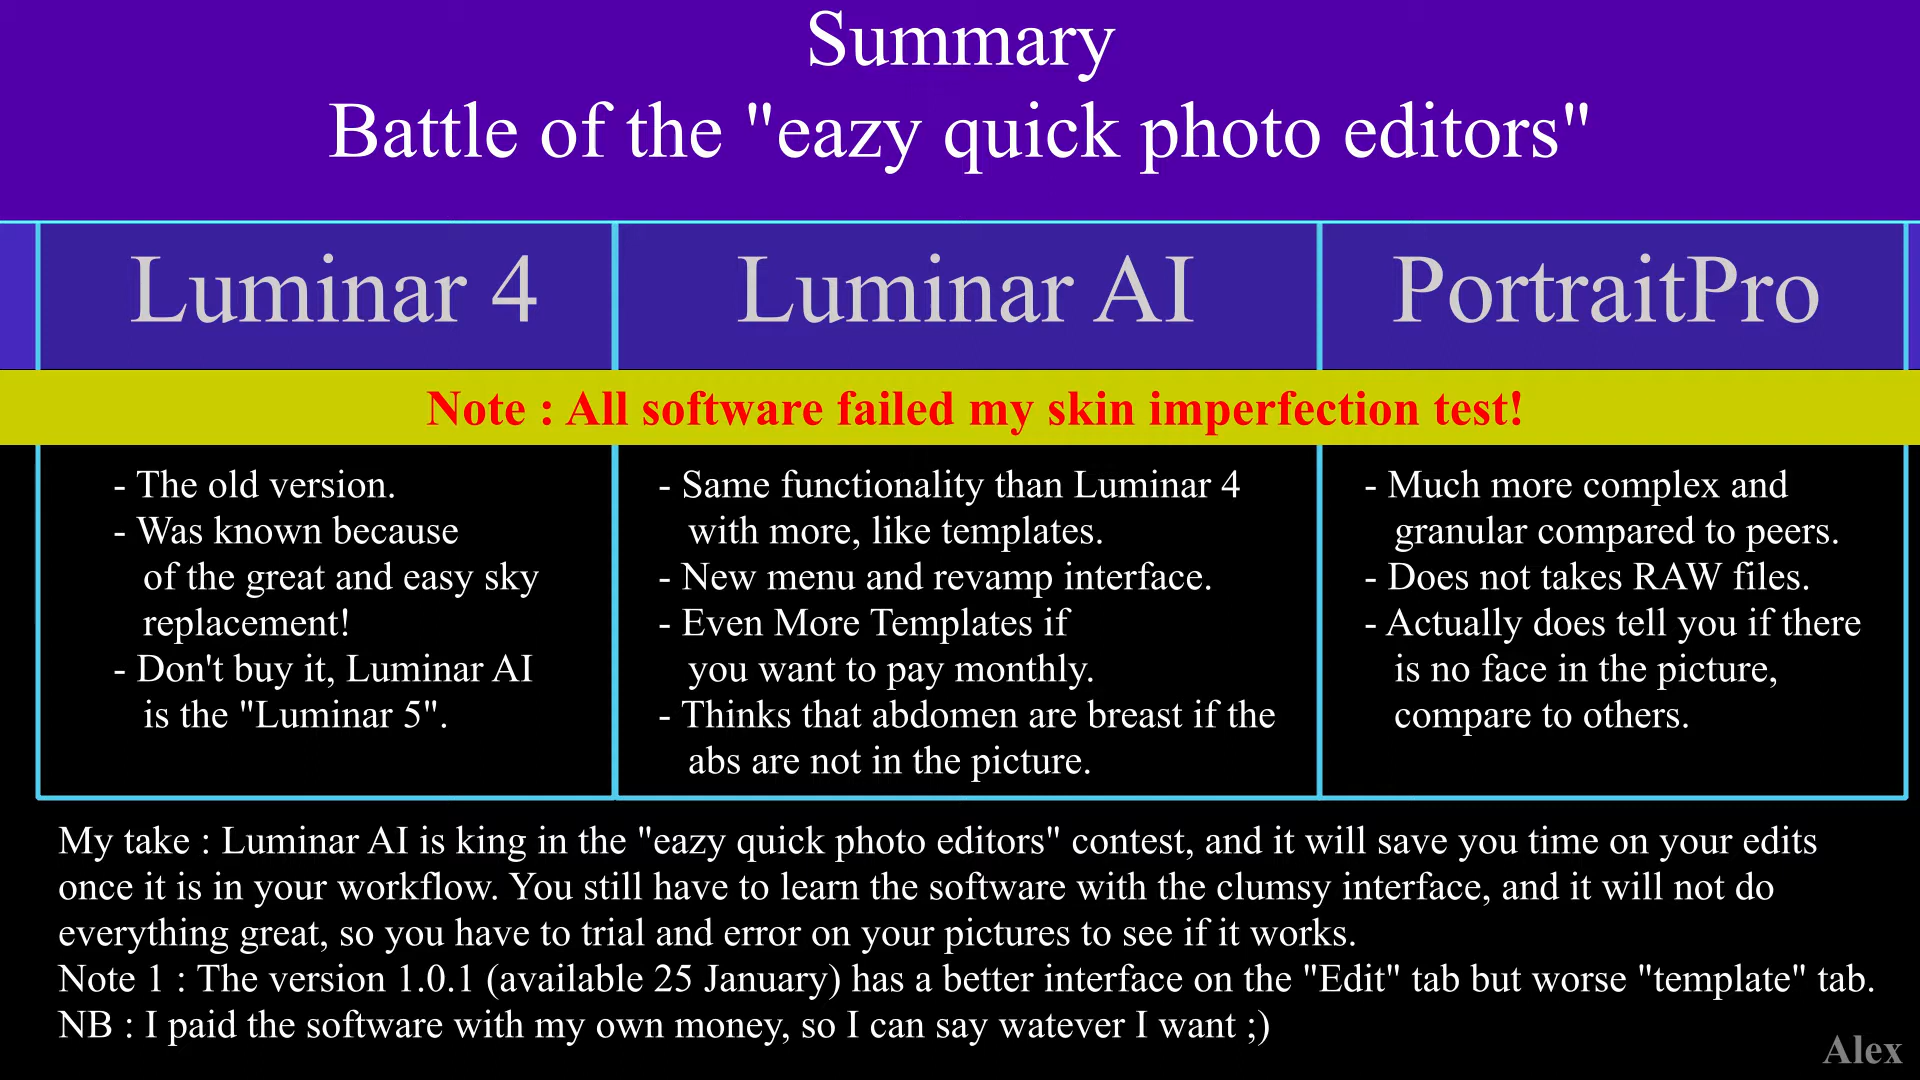 Summary
Battle of the "eazy quick photo editors"
Luminar 4
Luminar AI
PortraitPro
Note : All software failed my skin imperfection test!
- The old version.
- Was known because
of the great and easy sky
replacement!
- Don't buy it, Luminar AI
is the "Luminar 5".
- Same functionality than Luminar 4
with more, like templates.
- New menu and revamp interface.
- Even More Templates if
you want to pay monthly.
- Thinks that abdomen are breast if the
abs are not in the picture.
- Much more complex and
granular compared to peers.
- Does not takes RAW files.
- Actually does tell you if there
is no face in the picture,
compare to others.
My take : Luminar AI is king in the "eazy quick photo editors" contest, and it will save you time on your edits
once it is in your workflow. You still have to learn the software with the clumsy interface, and it will not do
everything great, so you have to trial and error on your pictures to see if it works.
Note 1 : The version 1.0.1 (available 25 January) has a better interface on the "Edit" tab but worse "template" tab.
NB : I paid the software with my own money, so I can say watever I want ;)
Alex